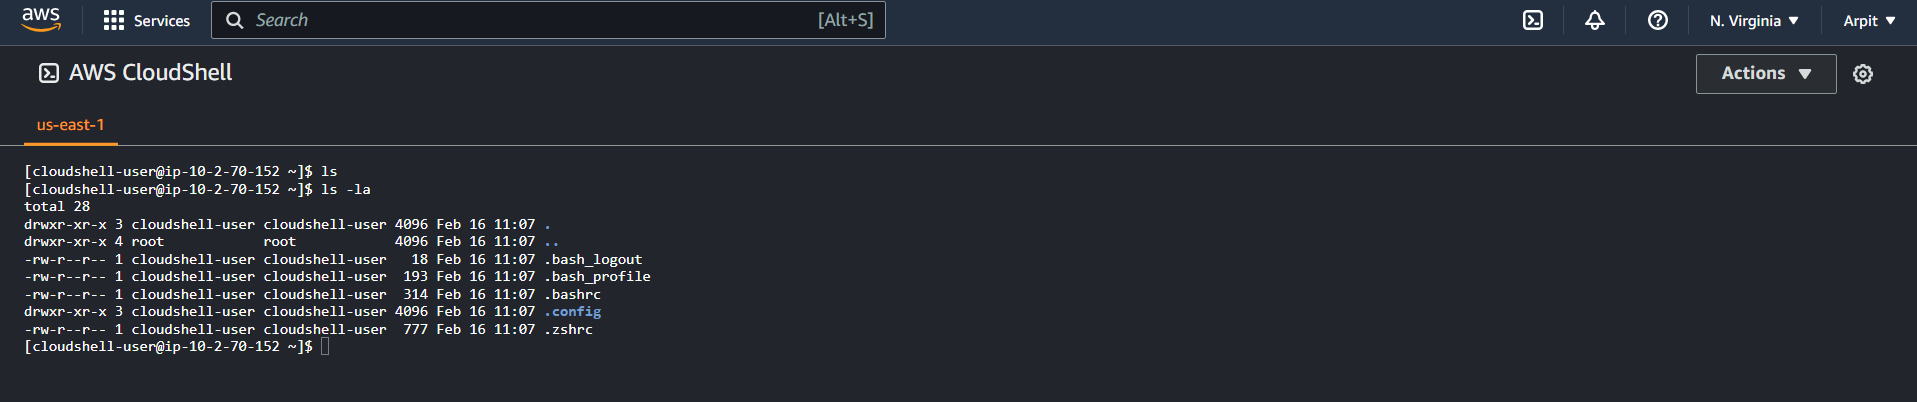 aws Services Search [Alt+S] N. Virginia ▼ Arpit ▼
AWS CloudShell Actions ▼
us-east-1
[cloudshell-user@ip-10-2-70-152 ~]$ ls
[cloudshell-user@ip-10-2-70-152 ~]$ ls -la
total 28
drwxr-xr-x 3 cloudshell-user cloudshell-user 4096 Feb 16 11:07 .
drwxr-xr-x 4 root            root            4096 Feb 16 11:07 ..
-rw-r--r-- 1 cloudshell-user cloudshell-user   18 Feb 16 11:07 .bash_logout
-rw-r--r-- 1 cloudshell-user cloudshell-user  193 Feb 16 11:07 .bash_profile
-rw-r--r-- 1 cloudshell-user cloudshell-user  314 Feb 16 11:07 .bashrc
drwxr-xr-x 3 cloudshell-user cloudshell-user 4096 Feb 16 11:07 .config
-rw-r--r-- 1 cloudshell-user cloudshell-user  777 Feb 16 11:07 .zshrc
[cloudshell-user@ip-10-2-70-152 ~]$